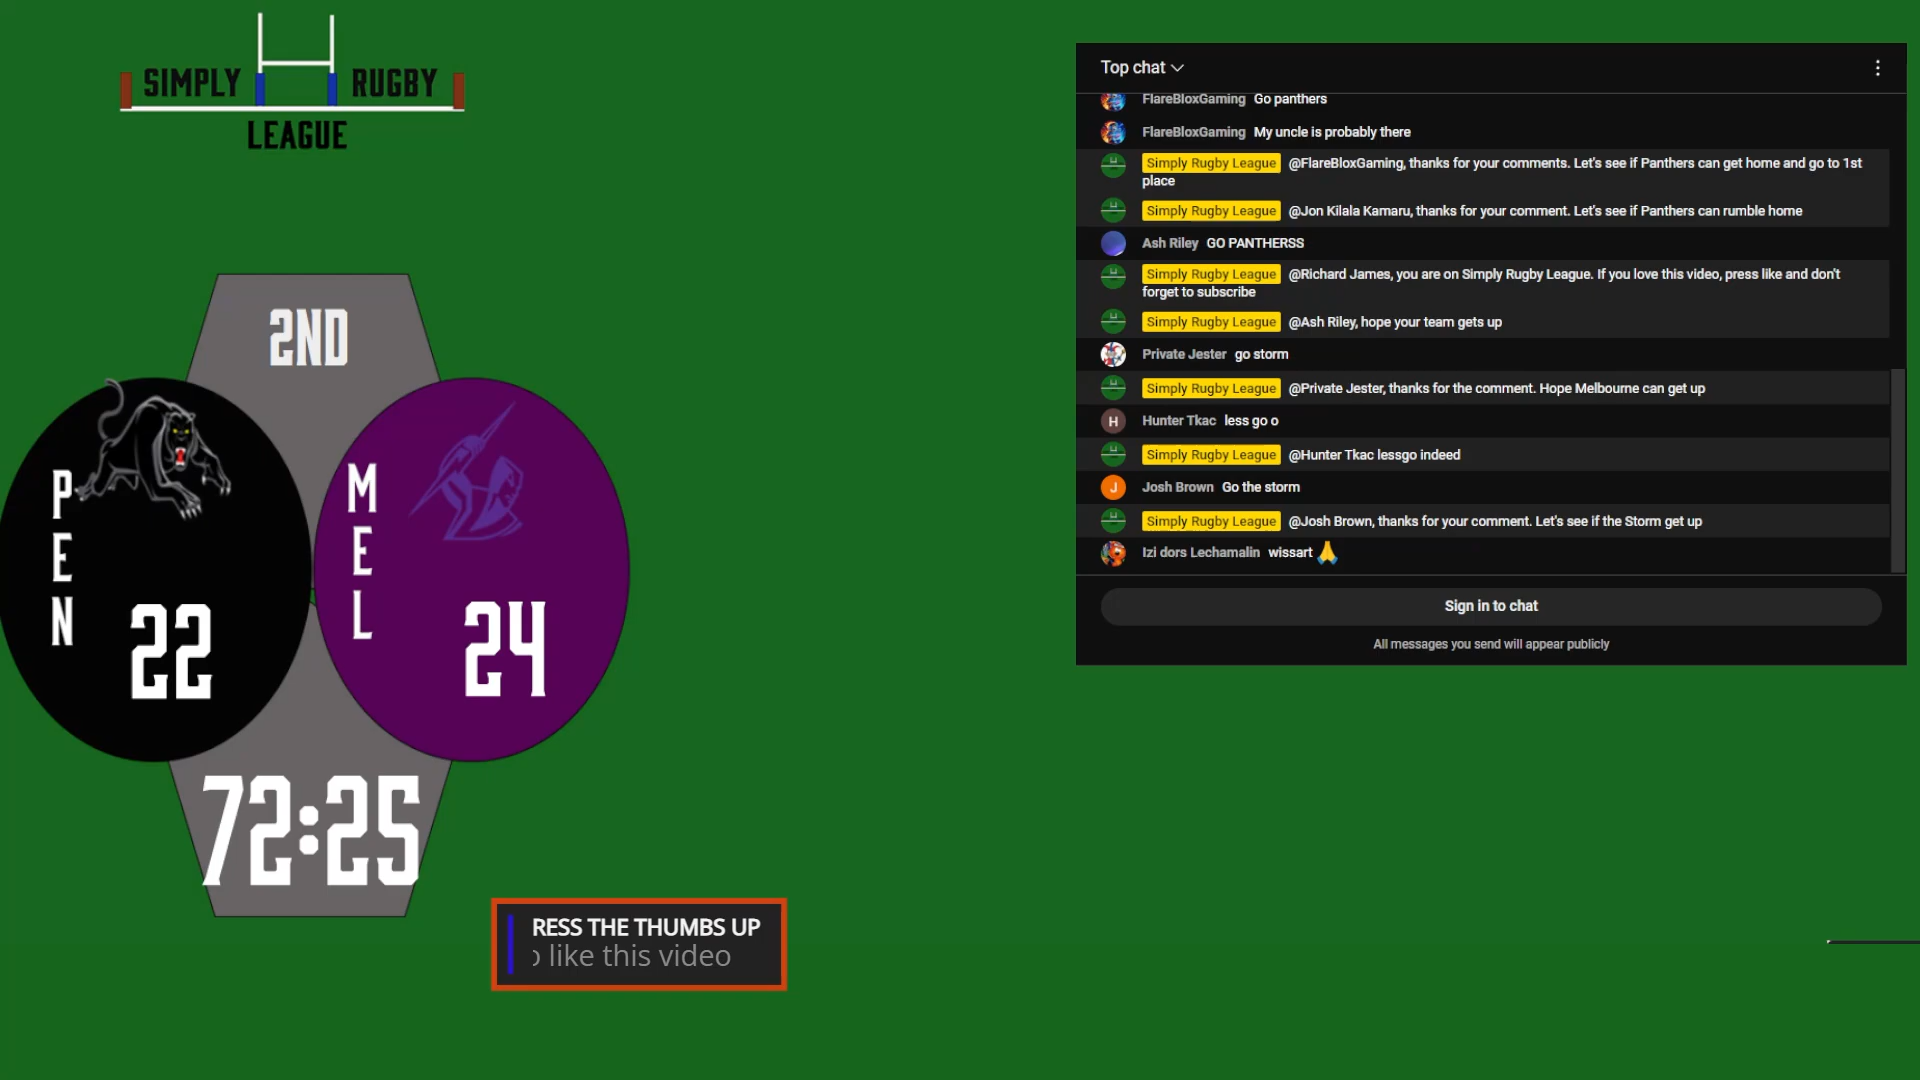 SIMPLY RUGBY
LEAGUE
2ND
PEN
22
MEL
24
72:25
RESS THE THUMBS UP
like this video
Top chat
FlareBloxGaming Go panthers
FlareBloxGaming My uncle is probably there
Simply Rugby League @FlareBloxGaming, thanks for your comments. Let's see if Panthers can get home and go to 1st
place
Simply Rugby League @Jon Kilala Kamaru, thanks for your comment. Let's see if Panthers can rumble home
Ash Riley GO PANTHERSS
Simply Rugby League @Richard James, you are on Simply Rugby League. If you love this video, press like and don't
forget to subscribe
Simply Rugby League @Ash Riley, hope your team gets up
Private Jester go storm
Simply Rugby League @Private Jester, thanks for the comment. Hope Melbourne can get up
H Hunter Tkac less go o
Simply Rugby League @Hunter Tkac lessgo indeed
J Josh Brown Go the storm
Simply Rugby League @Josh Brown, thanks for your comment. Let's see if the Storm get up
Izi dors Lechamalin wissart 🙏
Sign in to chat
All messages you send will appear publicly